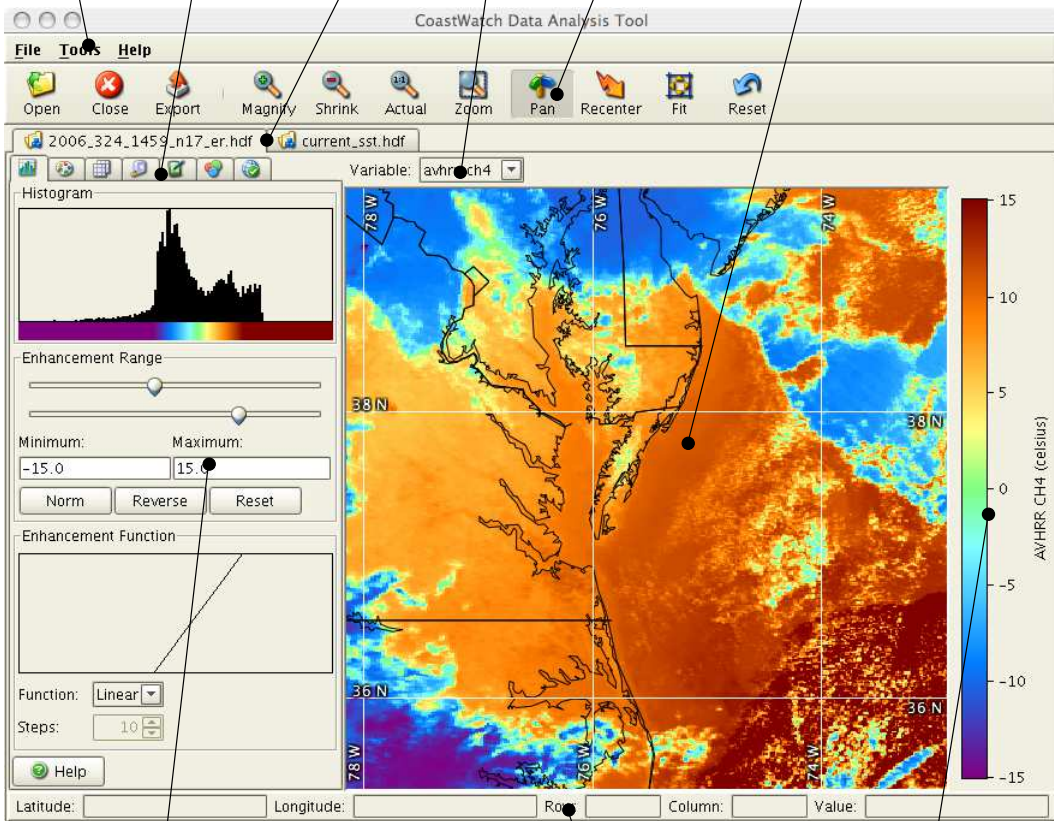 CoastWatch Data Analysis Tool
File Tools Help
Open Close Export Magnify Shrink Actual Zoom Pan Recenter Fit Reset
1:1
2006_324_1459_n17_er.hdf current_sst.hdf
Variable: avhrr_ch4
Histogram
Enhancement Range
Minimum: Maximum:
-15.0 15.0
Norm Reverse Reset
Enhancement Function
Function: Linear
Steps: 10
Help
78 W 76 W 74 W
38 N 38 N
36 N 36 N
78 W 76 W 74 W
15
10
5
0
-5
-10
-15
AVHRR CH4 (celsius)
Latitude: Longitude: Row: Column: Value: